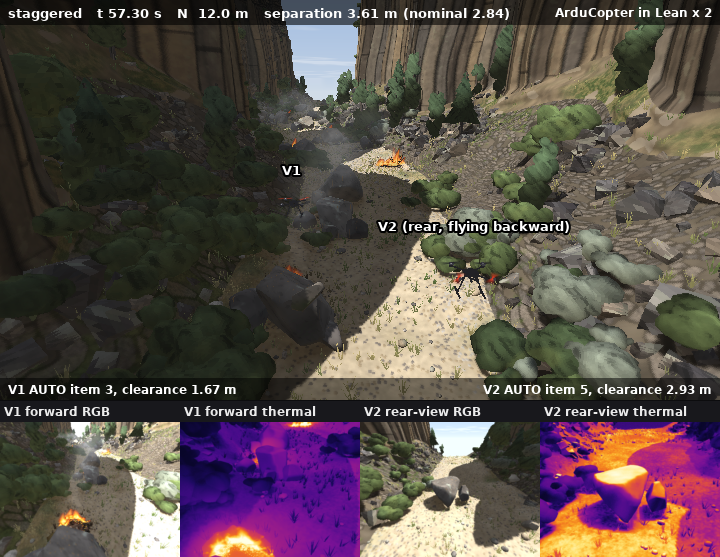 staggered t 57.30 s N 12.0 m separation 3.61 m (nominal 2.84) ArduCopter in Lean x 2
V1
V2 (rear, flying backward)
V1 AUTO item 3, clearance 1.67 m V2 AUTO item 5, clearance 2.93 m
V1 forward RGB V1 forward thermal V2 rear-view RGB V2 rear-view thermal